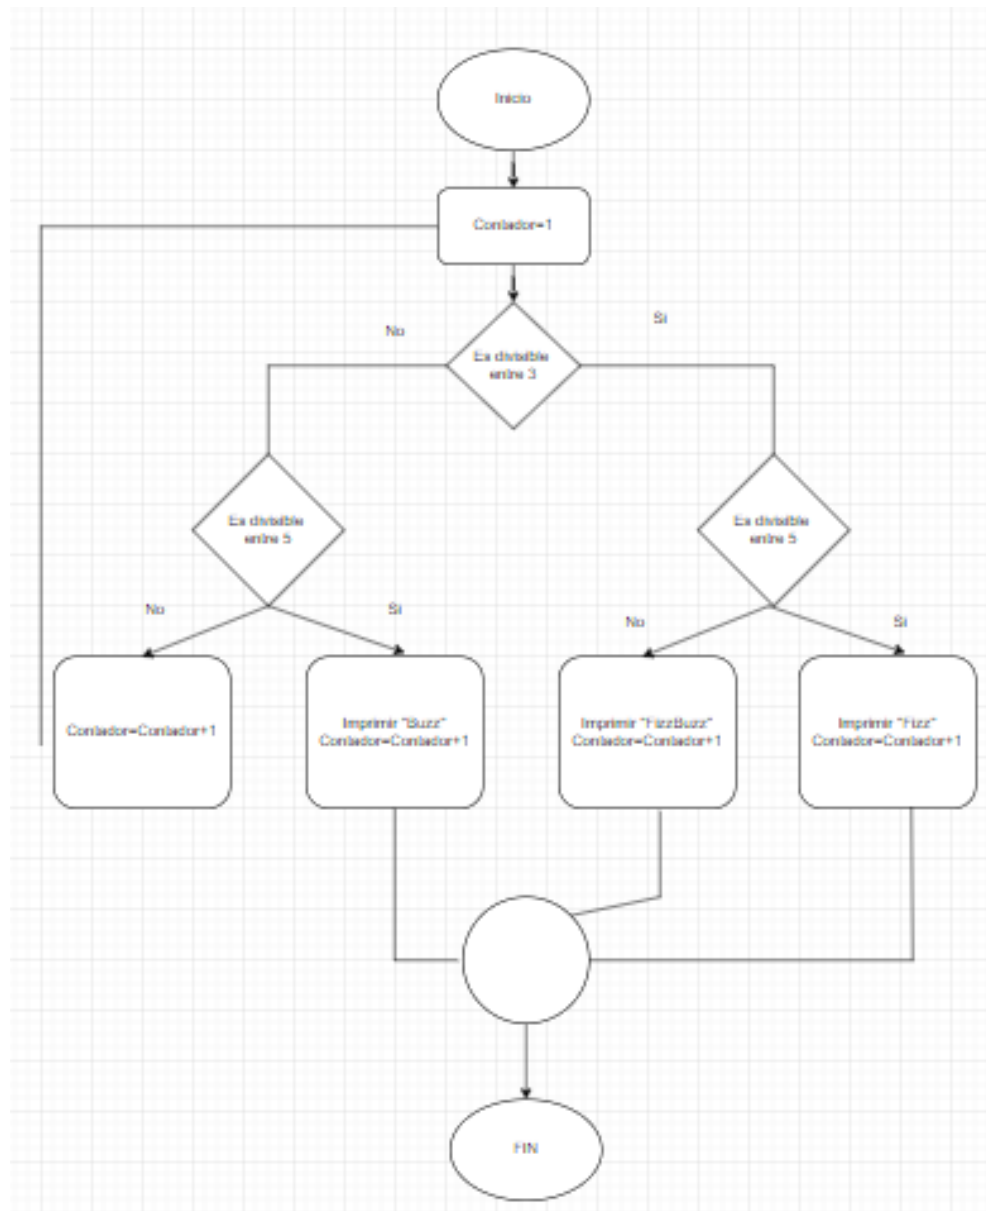 Inicio
Contador=1
No
Si
Es divisible
entre 3
Es divisible
entre 5
Es divisible
entre 5
No
Si
No
Si
Contador=Contador+1
Imprimir "Buzz"
Contador=Contador+1
Imprimir "FizzBuzz"
Contador=Contador+1
Imprimir "Fizz"
Contador=Contador+1
FIN